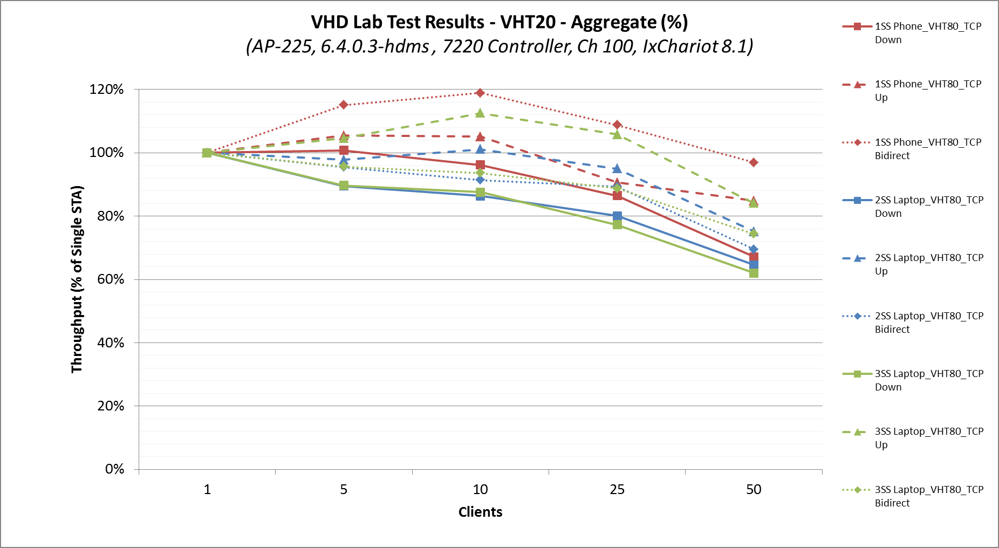 VHD Lab Test Results - VHT20 - Aggregate (%)
(AP-225, 6.4.0.3-hdms , 7220 Controller, Ch 100, IxChariot 8.1)
Throughput (% of Single STA)
120%
100%
80%
60%
40%
20%
0%
1 5 10 25 50
Clients
1SS Phone_VHT80_TCP
Down
1SS Phone_VHT80_TCP
Up
1SS Phone_VHT80_TCP
Bidirect
2SS Laptop_VHT80_TCP
Down
2SS Laptop_VHT80_TCP
Up
2SS Laptop_VHT80_TCP
Bidirect
3SS Laptop_VHT80_TCP
Down
3SS Laptop_VHT80_TCP
Up
3SS Laptop_VHT80_TCP
Bidirect